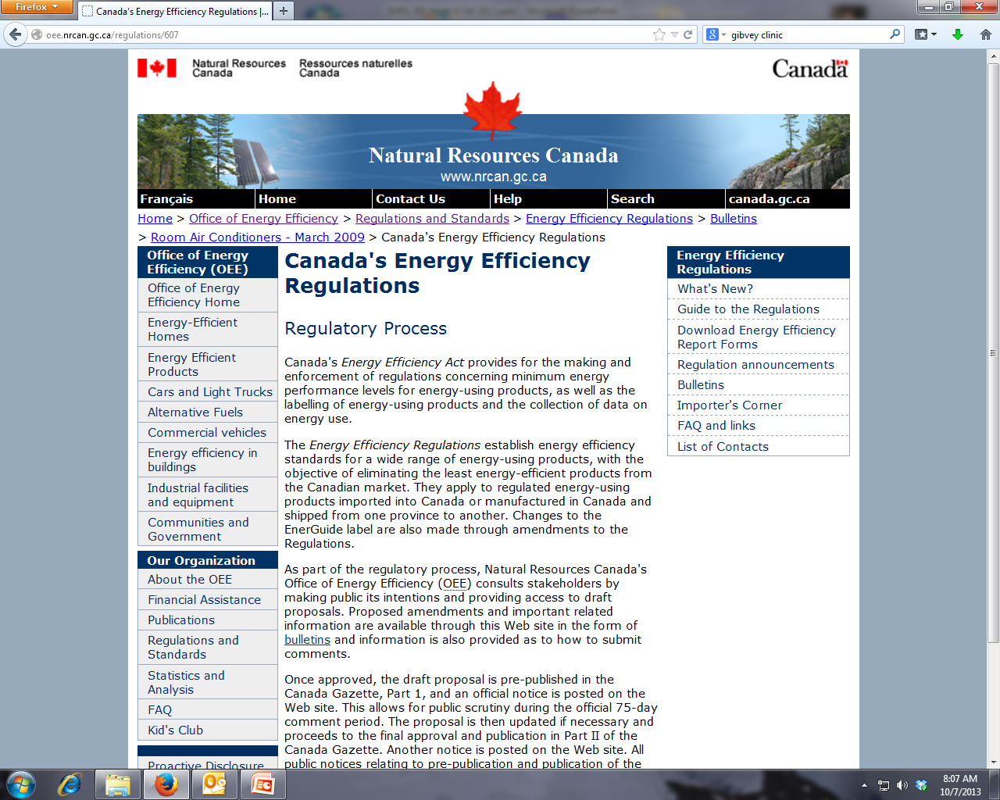 Firefox
Canada's Energy Efficiency Regulations |...
oee.nrcan.gc.ca/regulations/607
gibvey clinic
Natural Resources Canada
Ressources naturelles Canada
Canada
Natural Resources Canada
www.nrcan.gc.ca
Français Home Contact Us Help Search canada.gc.ca
Home > Office of Energy Efficiency > Regulations and Standards > Energy Efficiency Regulations > Bulletins
> Room Air Conditioners - March 2009 > Canada's Energy Efficiency Regulations
Office of Energy
Efficiency (OEE)
Office of Energy
Efficiency Home
Energy-Efficient
Homes
Energy Efficient
Products
Cars and Light Trucks
Alternative Fuels
Commercial vehicles
Energy efficiency in
buildings
Industrial facilities
and equipment
Communities and
Government
Our Organization
About the OEE
Financial Assistance
Publications
Regulations and
Standards
Statistics and
Analysis
FAQ
Kid's Club
Proactive Disclosure
Canada's Energy Efficiency
Regulations
Regulatory Process
Canada's Energy Efficiency Act provides for the making and
enforcement of regulations concerning minimum energy
performance levels for energy-using products, as well as the
labelling of energy-using products and the collection of data on
energy use.
The Energy Efficiency Regulations establish energy efficiency
standards for a wide range of energy-using products, with the
objective of eliminating the least energy-efficient products from
the Canadian market. They apply to regulated energy-using
products imported into Canada or manufactured in Canada and
shipped from one province to another. Changes to the
EnerGuide label are also made through amendments to the
Regulations.
As part of the regulatory process, Natural Resources Canada's
Office of Energy Efficiency (OEE) consults stakeholders by
making public its intentions and providing access to draft
proposals. Proposed amendments and important related
information are available through this Web site in the form of
bulletins and information is also provided as to how to submit
comments.
Once approved, the draft proposal is pre-published in the
Canada Gazette, Part 1, and an official notice is posted on the
Web site. This allows for public scrutiny during the official 75-day
comment period. The proposal is then updated if necessary and
proceeds to the final approval and publication in Part II of the
Canada Gazette. Another notice is posted on the Web site. All
public notices relating to pre-publication and publication of the
Energy Efficiency
Regulations
What's New?
Guide to the Regulations
Download Energy Efficiency
Report Forms
Regulation announcements
Bulletins
Importer's Corner
FAQ and links
List of Contacts
8:07 AM
10/7/2013